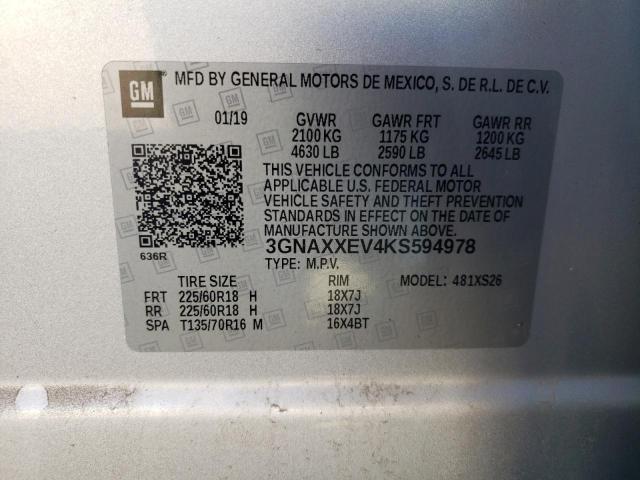 GM ® MFD BY GENERAL MOTORS DE MEXICO, S. DE R.L. DE C.V.
01/19 GVWR GAWR FRT GAWR RR
2100 KG 1175 KG 1200 KG
4630 LB 2590 LB 2645 LB
THIS VEHICLE CONFORMS TO ALL
APPLICABLE U.S. FEDERAL MOTOR
VEHICLE SAFETY AND THEFT PREVENTION
STANDARDS IN EFFECT ON THE DATE OF
MANUFACTURE SHOWN ABOVE.
3GNAXXEV4KS594978
636R TYPE: M.P.V.
TIRE SIZE RIM MODEL: 481XS26
FRT 225/60R18 H 18X7J
RR 225/60R18 H 18X7J
SPA T135/70R16 M 16X4BT